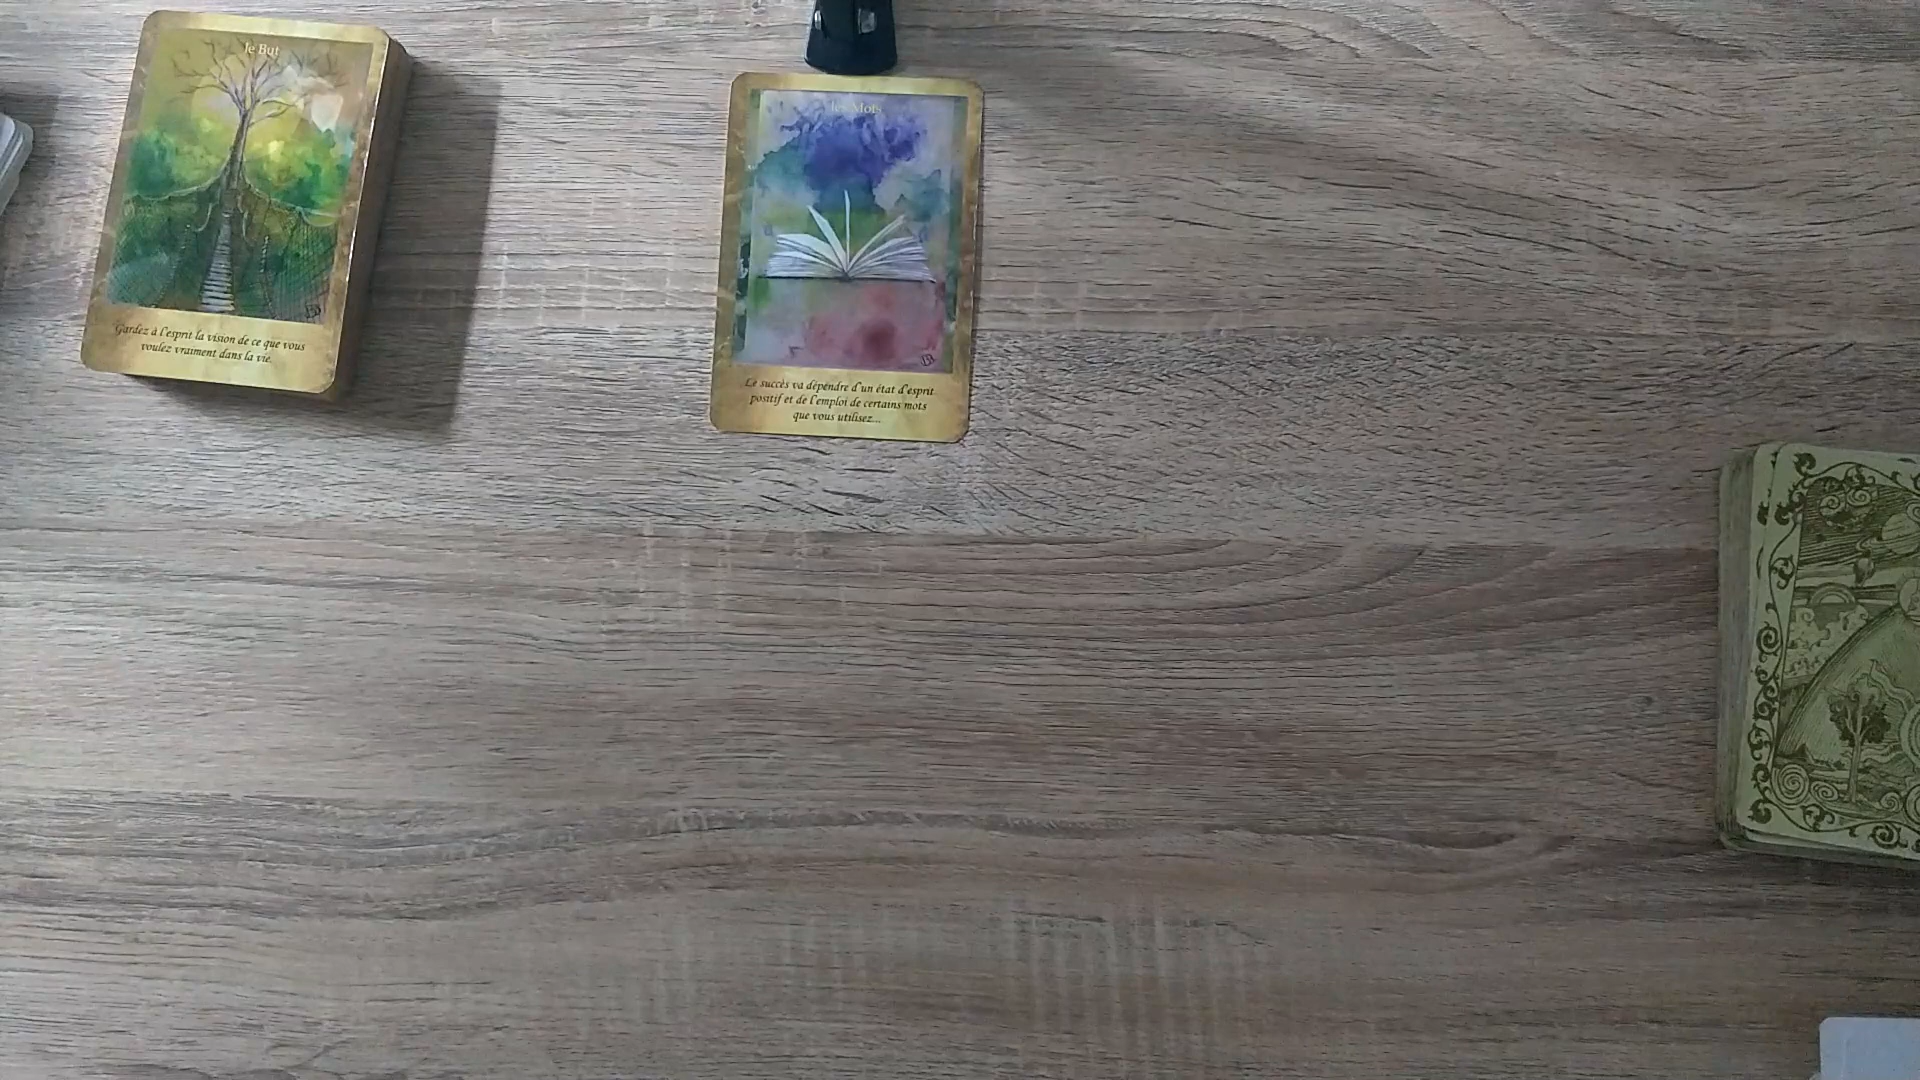 le But
Gardez à l'esprit la vision de ce que vous
voulez vraiment dans la vie.
les Mots
Le succès va dépendre d'un état d'esprit
positif et de l'emploi de certains mots
que vous utilisez...